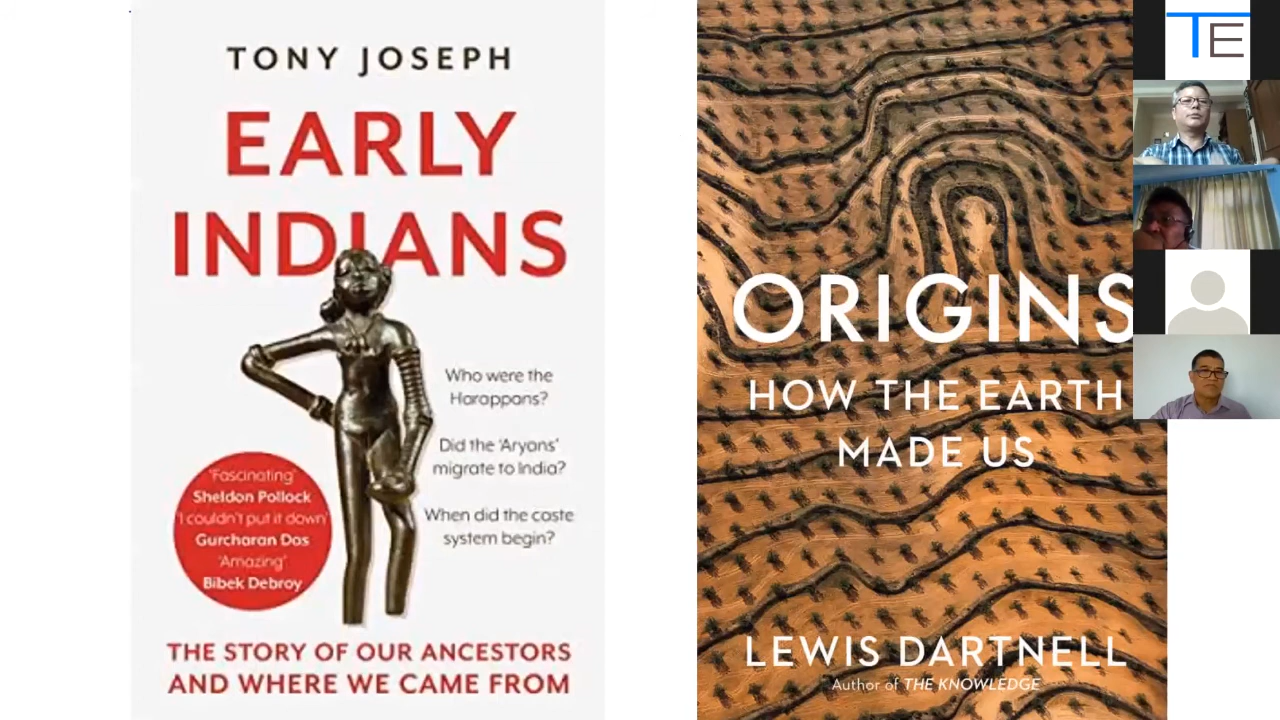 TONY JOSEPH
EARLY
INDIANS
Who were the
Harappans?
Did the 'Aryans'
migrate to India?
When did the caste
system begin?
'Fascinating'
Sheldon Pollock
'I couldn't put it down'
Gurcharan Das
'Amazing'
Bibek Debroy
THE STORY OF OUR ANCESTORS
AND WHERE WE CAME FROM
ORIGINS
HOW THE EARTH
MADE US
LEWIS DARTNELL
Author of THE KNOWLEDGE
TE